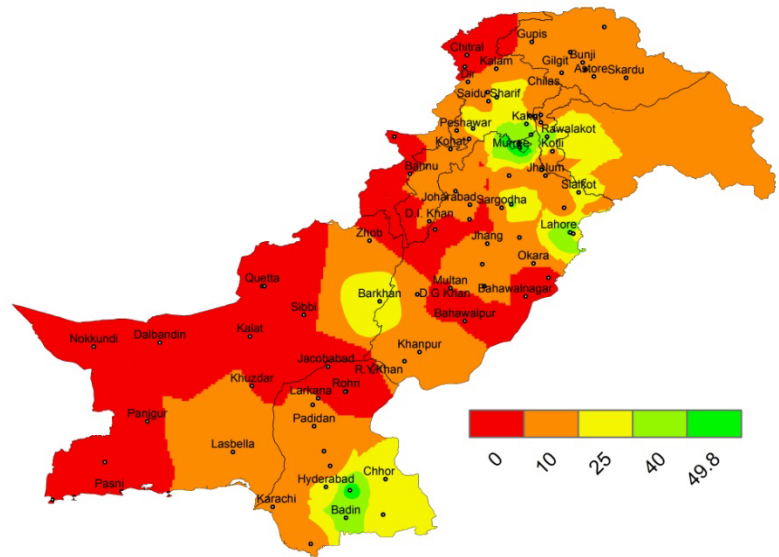 Gupis
Chitral
Bunji
Kalam
Gilgit
Astore
Skardu
Dir
Chilas
Saidu Sharif
Kakul
Peshawar
Rawalakot
Murree
Kohat
Kotli
Bannu
Jhelum
Sialkot
Joharabad
Sargodha
D.I. Khan
Lahore
Zhob
Jhang
Okara
Quetta
Multan
Barkhan
D.G Khan
Bahawalnagar
Sibbi
Bahawalpur
Kalat
Dalbandin
Nokkundi
Khanpur
Jacobabad
R.Y.Khan
Khuzdar
Rohri
Larkana
Panjgur
Padidan
Lasbella
Chhor
Pasni
Hyderabad
Karachi
Badin
0
10
25
40
49.8